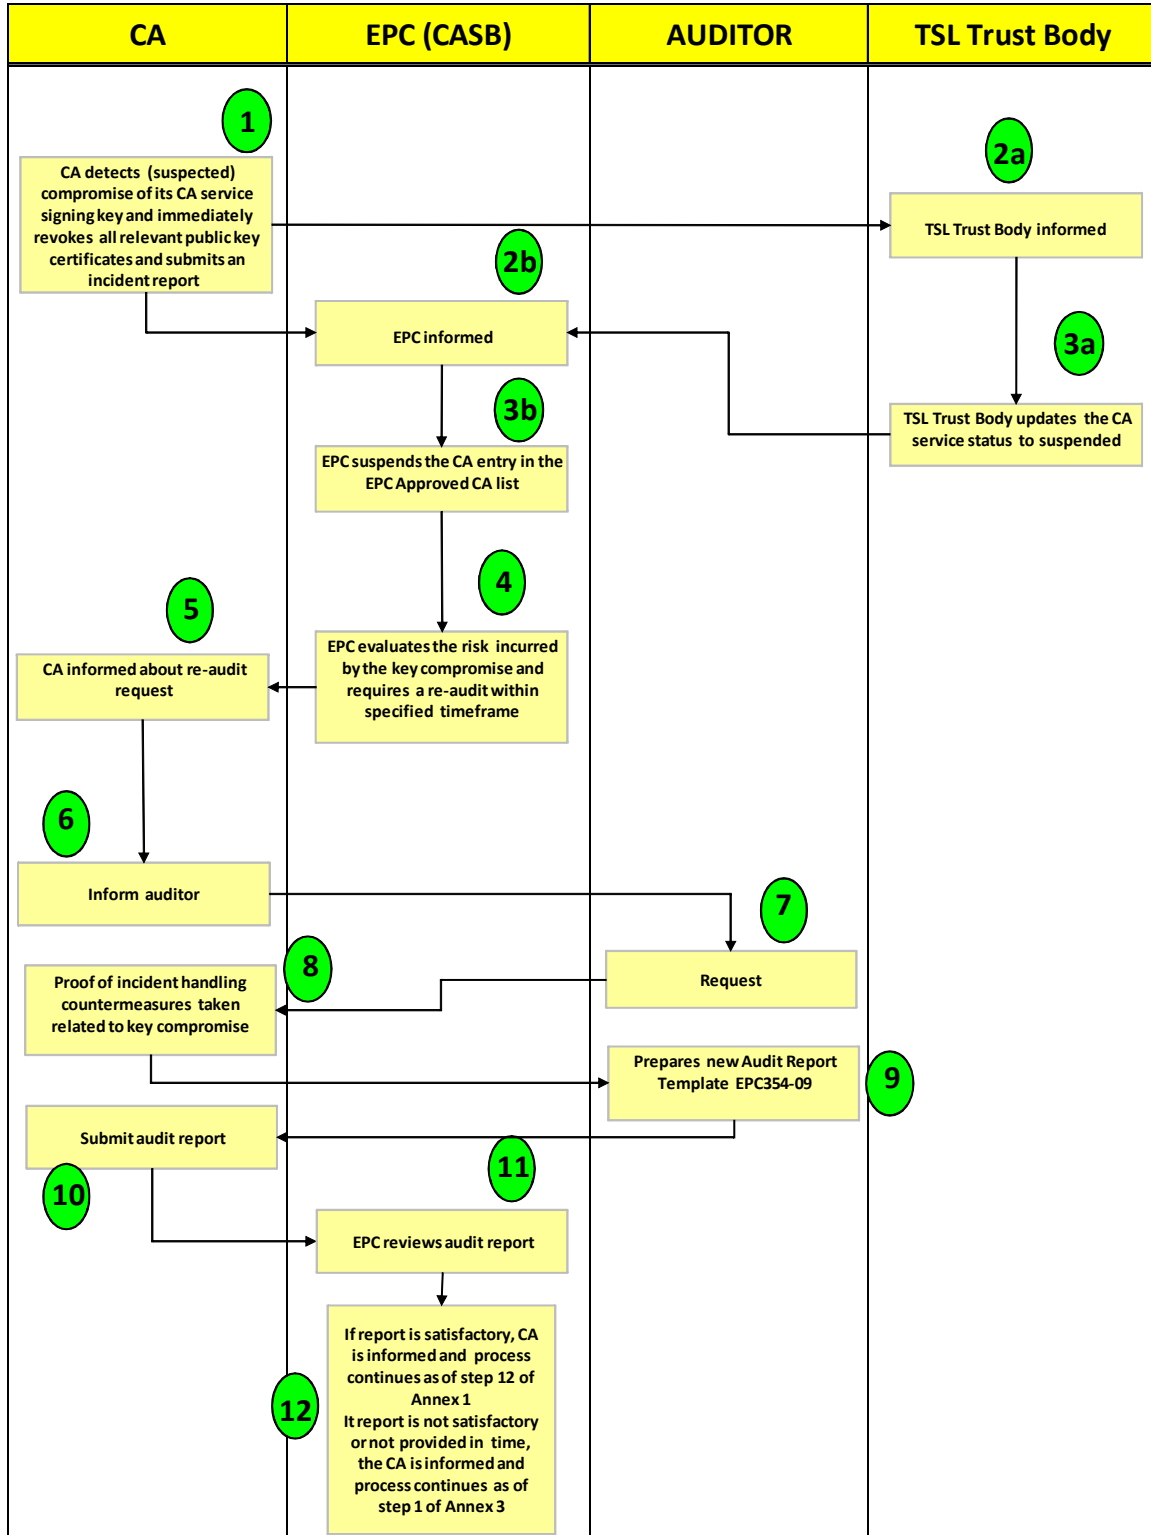 CA
EPC (CASB)
AUDITOR
TSL Trust Body
1
CA detects (suspected)
compromise of its CA service
signing key and immediately
revokes all relevant public key
certificates and submits an
incident report
2a
TSL Trust Body informed
2b
EPC informed
3a
TSL Trust Body updates the CA
service status to suspended
3b
EPC suspends the CA entry in the
EPC Approved CA list
4
EPC evaluates the risk incurred
by the key compromise and
requires a re-audit within
specified timeframe
5
CA informed about re-audit
request
6
Inform auditor
7
Request
8
Proof of incident handling
countermeasures taken
related to key compromise
Prepares new Audit Report
Template EPC354-09
9
Submit audit report
10
11
EPC reviews audit report
12
If report is satisfactory, CA
is informed and process
continues as of step 12 of
Annex 1
It report is not satisfactory
or not provided in time,
the CA is informed and
process continues as of
step 1 of Annex 3